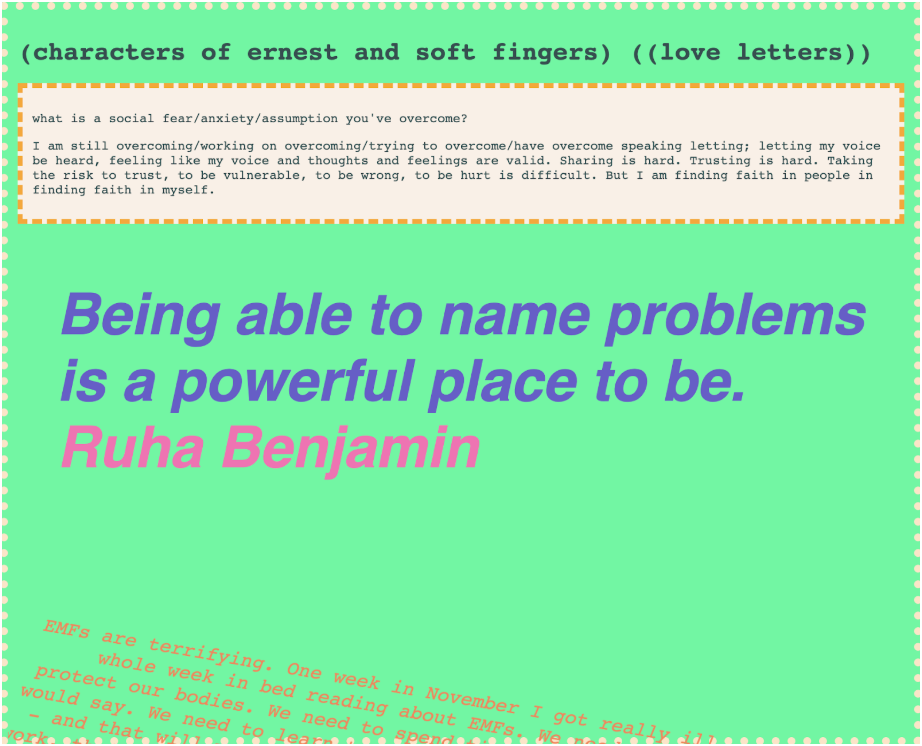 (characters of ernest and soft fingers) ((love letters))
what is a social fear/anxiety/assumption you've overcome?
I am still overcoming/working on overcoming/trying to overcome/have overcome speaking letting; letting my voice
be heard, feeling like my voice and thoughts and feelings are valid. Sharing is hard. Trusting is hard. Taking
the risk to trust, to be vulnerable, to be wrong, to be hurt is difficult. But I am finding faith in people in
finding faith in myself.
Being able to name problems
is a powerful place to be.
Ruha Benjamin
EMFs are terrifying. One week in November I got really ill
whole week in bed reading about EMFs. We
protect our bodies. We need to spend
would say. We need to learn
– and that will